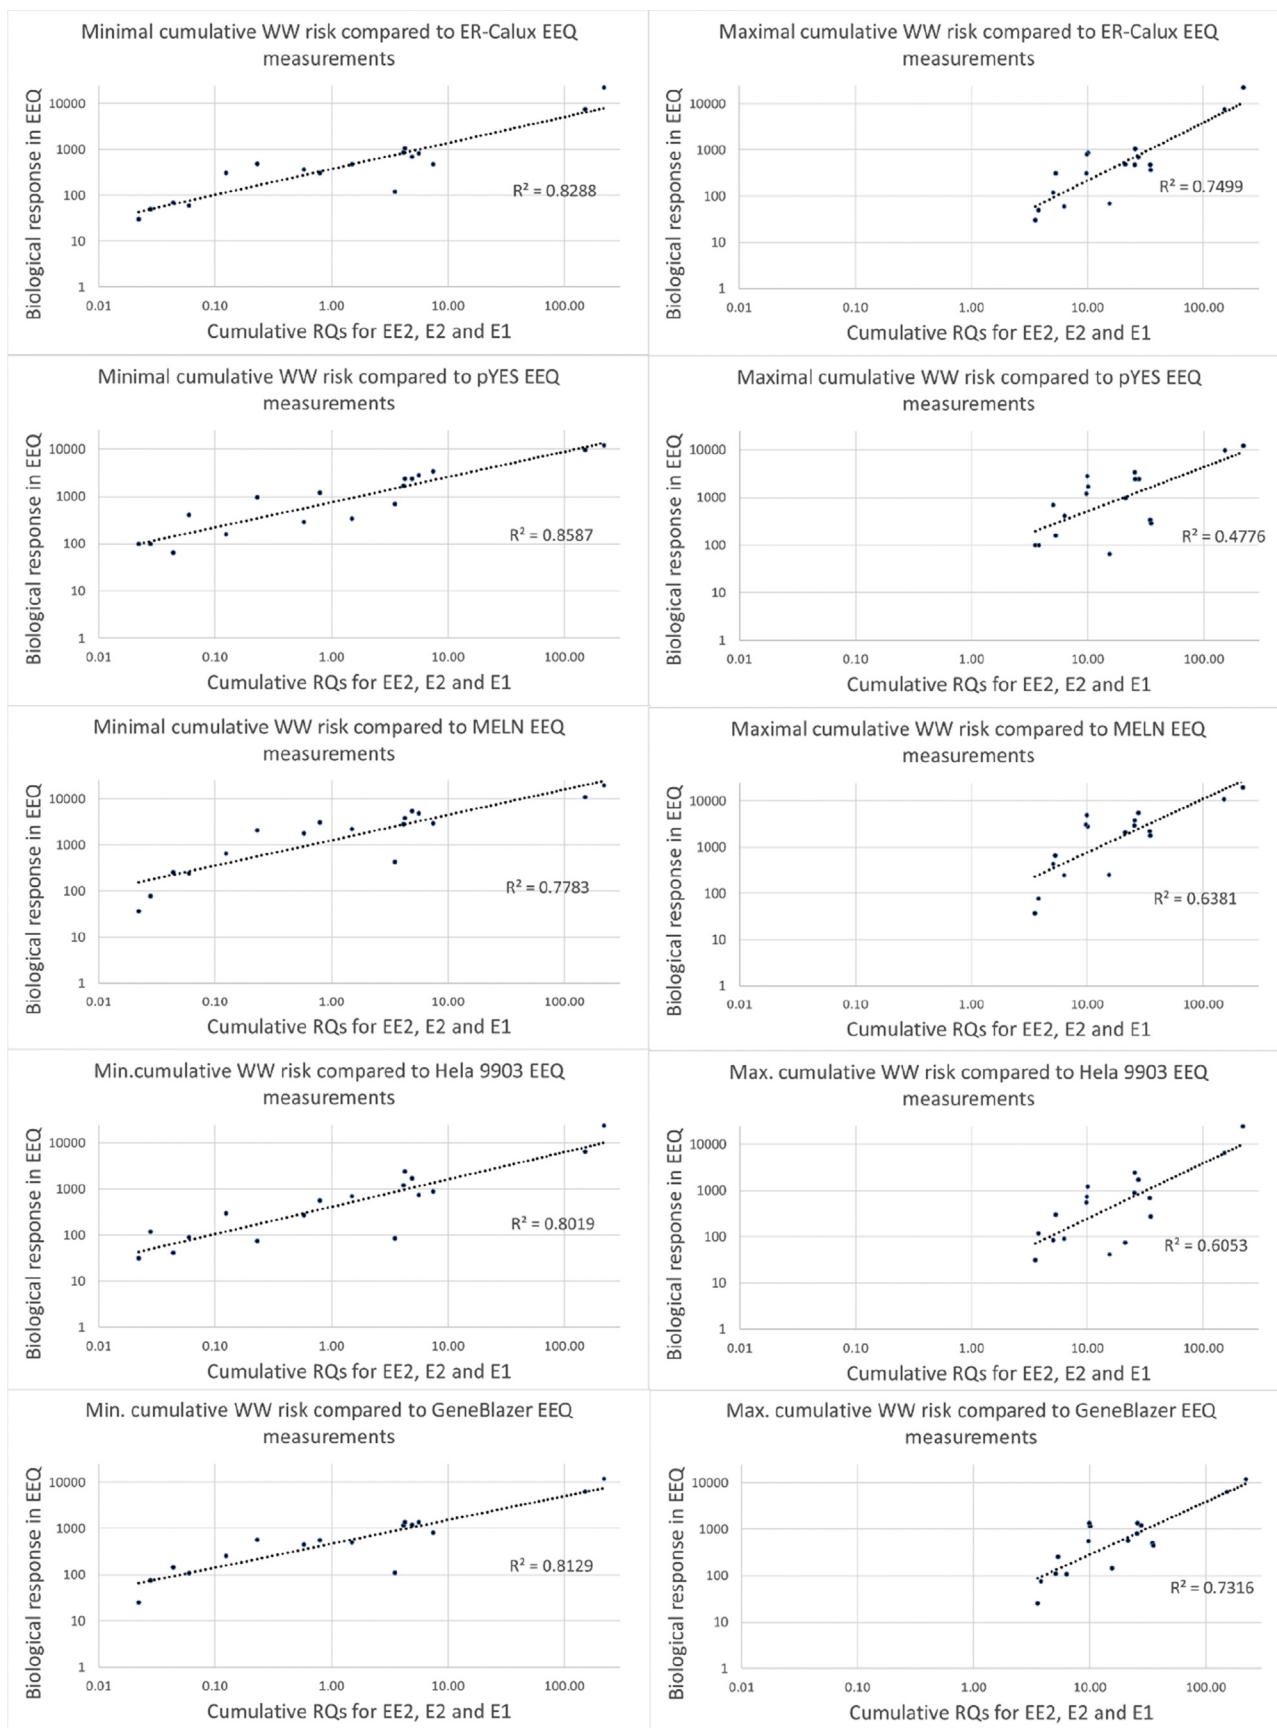 Minimal cumulative WW risk compared to ER-Calux EEQ
measurements
Biological response in EEQ
10000
1000
100
10
1
R² = 0.8288
0.01 0.10 1.00 10.00 100.00
Cumulative RQs for EE2, E2 and E1
Maximal cumulative WW risk compared to ER-Calux EEQ
measurements
Biological response in EEQ
10000
1000
100
10
1
R² = 0.7499
0.01 0.10 1.00 10.00 100.00
Cumulative RQs for EE2, E2 and E1
Minimal cumulative WW risk compared to pYES EEQ
measurements
Biological response in EEQ
10000
1000
100
10
1
R² = 0.8587
0.01 0.10 1.00 10.00 100.00
Cumulative RQs for EE2, E2 and E1
Maximal cumulative WW risk compared to pYES EEQ
measurements
Biological response in EEQ
10000
1000
100
10
1
R² = 0.4776
0.01 0.10 1.00 10.00 100.00
Cumulative RQs for EE2, E2 and E1
Minimal cumulative WW risk compared to MELN EEQ
measurements
Biological response in EEQ
10000
1000
100
10
1
R² = 0.7783
0.01 0.10 1.00 10.00 100.00
Cumulative RQs for EE2, E2 and E1
Maximal cumulative WW risk compared to MELN EEQ
measurements
Biological response in EEQ
10000
1000
100
10
1
R² = 0.6381
0.01 0.10 1.00 10.00 100.00
Cumulative RQs for EE2, E2 and E1
Min.cumulative WW risk compared to Hela 9903 EEQ
measurements
Biological response in EEQ
10000
1000
100
10
1
R² = 0.8019
0.01 0.10 1.00 10.00 100.00
Cumulative RQs for EE2, E2 and E1
Max. cumulative WW risk compared to Hela 9903 EEQ
measurements
Biological response in EEQ
10000
1000
100
10
1
R² = 0.6053
0.01 0.10 1.00 10.00 100.00
Cumulative RQs for EE2, E2 and E1
Min. cumulative WW risk compared to GeneBlazer EEQ
measurements
Biological response in EEQ
10000
1000
100
10
1
R² = 0.8129
0.01 0.10 1.00 10.00 100.00
Cumulative RQs for EE2, E2 and E1
Max. cumulative WW risk compared to GeneBlazer EEQ
measurements
Biological response in EEQ
10000
1000
100
10
1
R² = 0.7316
0.01 0.10 1.00 10.00 100.00
Cumulative RQs for EE2, E2 and E1